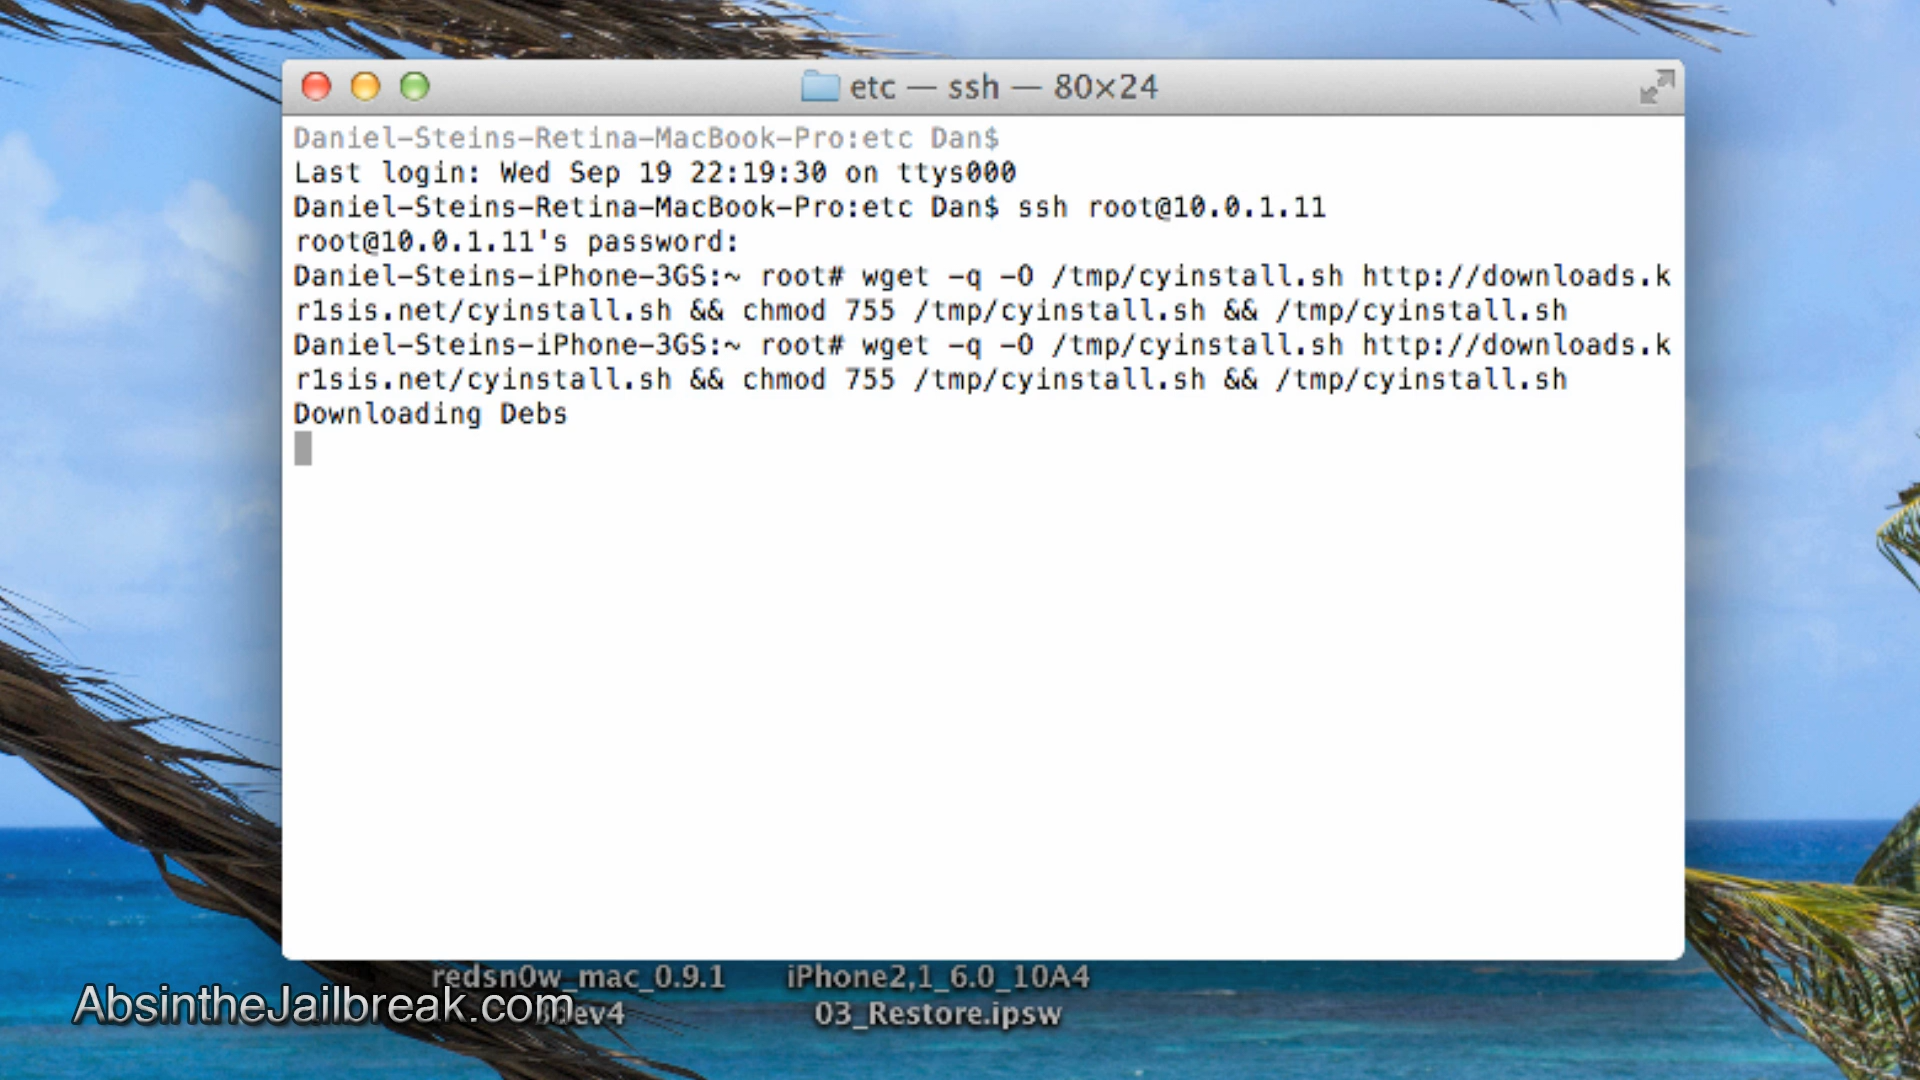 etc — ssh — 80×24
Daniel-Steins-Retina-MacBook-Pro:etc Dan$
Last login: Wed Sep 19 22:19:30 on ttys000
Daniel-Steins-Retina-MacBook-Pro:etc Dan$ ssh root@10.0.1.11
root@10.0.1.11's password:
Daniel-Steins-iPhone-3GS:~ root# wget -q -O /tmp/cyinstall.sh http://downloads.k
r1sis.net/cyinstall.sh && chmod 755 /tmp/cyinstall.sh && /tmp/cyinstall.sh
Daniel-Steins-iPhone-3GS:~ root# wget -q -O /tmp/cyinstall.sh http://downloads.k
r1sis.net/cyinstall.sh && chmod 755 /tmp/cyinstall.sh && /tmp/cyinstall.sh
Downloading Debs
redsn0w_mac_0.9.1
iPhone2,1_6.0_10A4
03_Restore.ipsw
AbsintheJailbreak.com